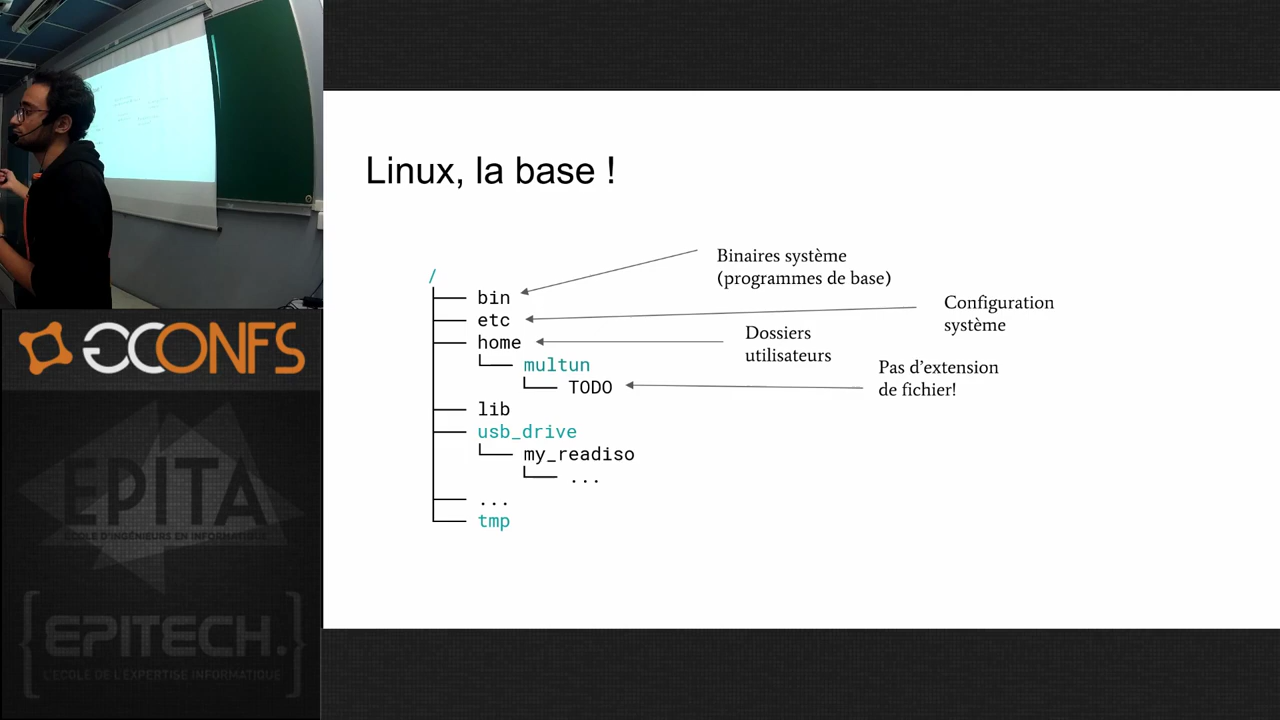 Linux, la base !
/
bin
etc
home
multun
TODO
lib
usb_drive
my_readiso
...
...
tmp
Binaires système
(programmes de base)
Configuration
système
Dossiers
utilisateurs
Pas d’extension
de fichier!
CONFS
EPITA
ÉCOLE D'INGÉNIEURS EN INFORMATIQUE
{EPITECH.}
L'ÉCOLE DE L'EXPERTISE INFORMATIQUE